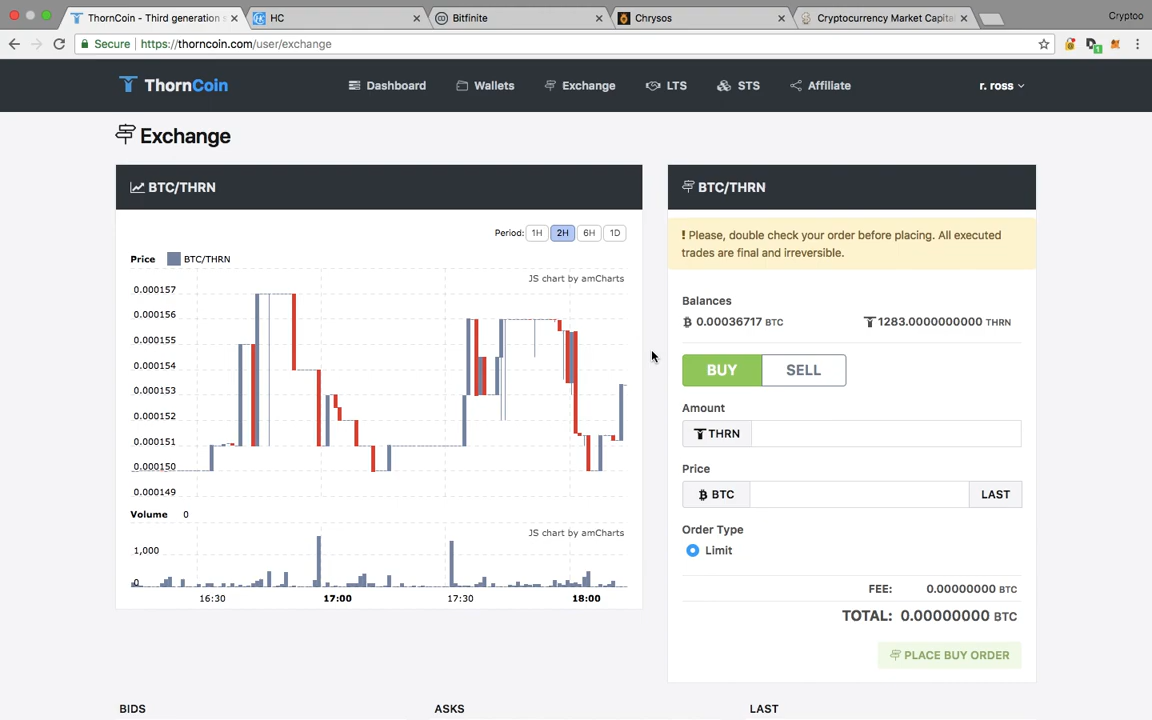 ThornCoin - Third generation
HC
Bitfinite
Chrysos
Cryptocurrency Market Capital
Cryptoo
Secure
https://thorncoin.com/user/exchange
1
ThornCoin
Dashboard
Wallets
Exchange
LTS
STS
Affiliate
r. ross
Exchange
BTC/THRN
Period:
1H
2H
6H
1D
Price
BTC/THRN
JS chart by amCharts
0.000157
0.000156
0.000155
0.000154
0.000153
0.000152
0.000151
0.000150
0.000149
Volume 0
JS chart by amCharts
1,000
0
16:30
17:00
17:30
18:00
BTC/THRN
! Please, double check your order before placing. All executed
trades are final and irreversible.
Balances
0.00036717 BTC
1283.0000000000 THRN
BUY
SELL
Amount
THRN
Price
BTC
LAST
Order Type
Limit
FEE: 0.00000000 BTC
TOTAL: 0.00000000 BTC
PLACE BUY ORDER
BIDS
ASKS
LAST